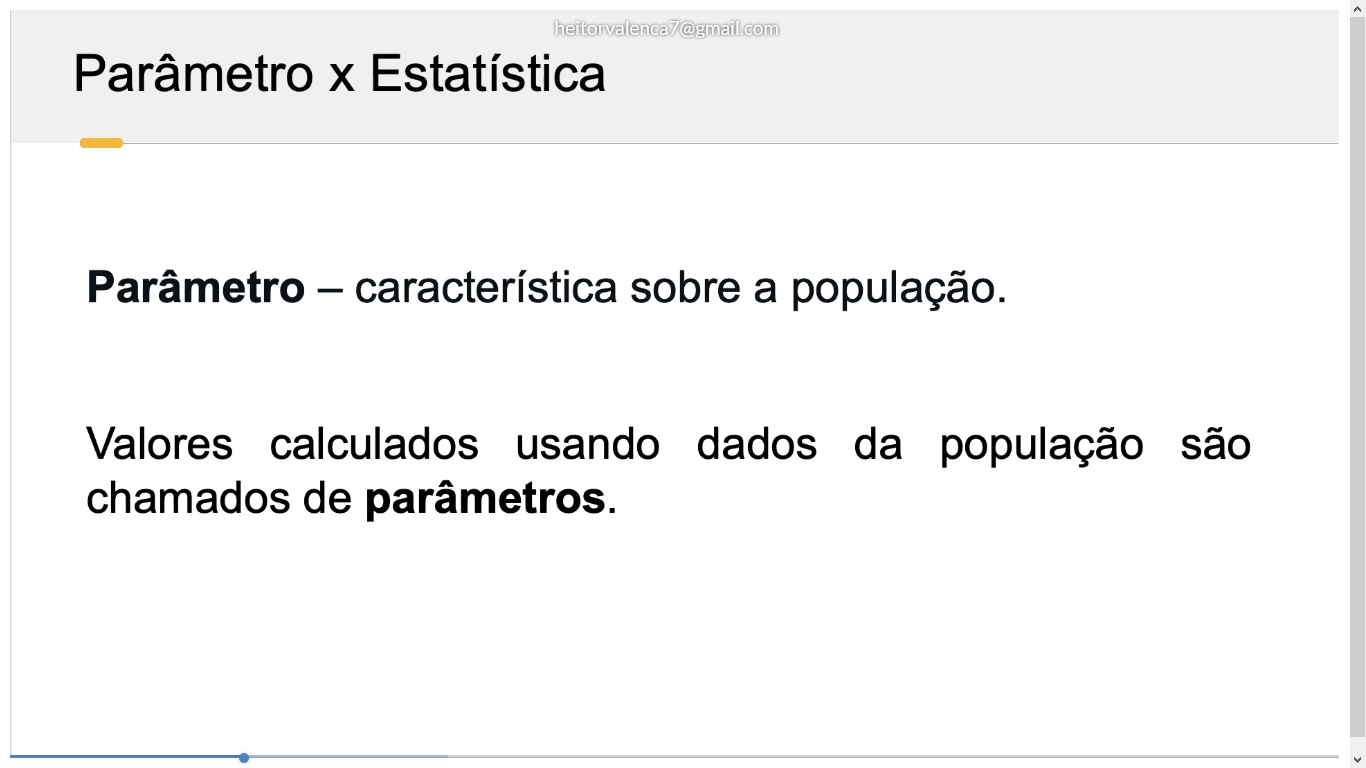 heitorvalenca7@gmail.com
Parâmetro x Estatística
Parâmetro – característica sobre a população.
Valores calculados usando dados da população são
chamados de parâmetros.